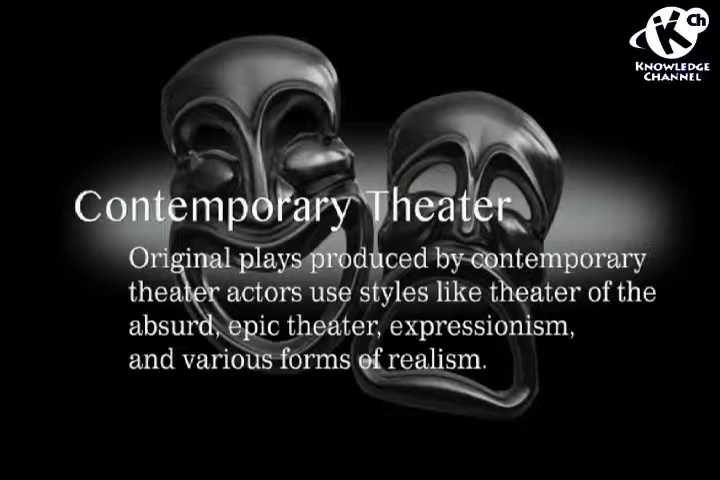 K Ch
KNOWLEDGE
CHANNEL
Contemporary Theater
Original plays produced by contemporary
theater actors use styles like theater of the
absurd, epic theater, expressionism,
and various forms of realism.